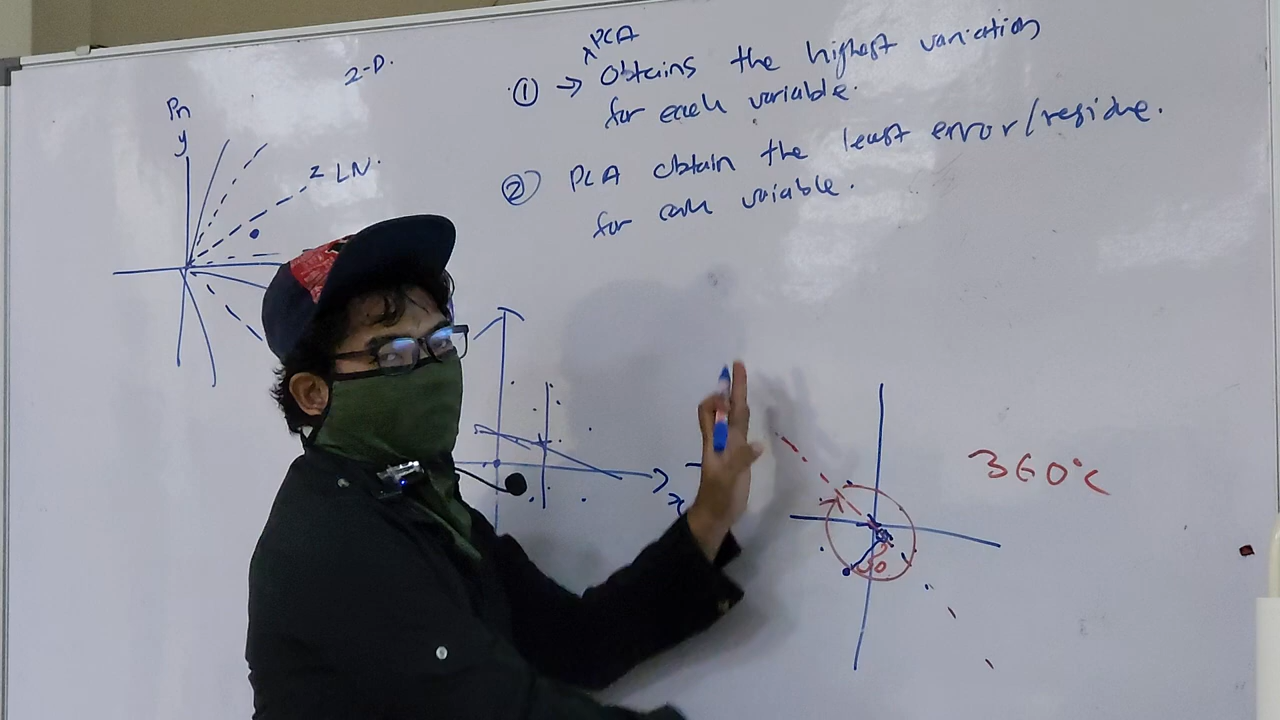 2-D.
Pn
y
z LN.
PCA
① → Obtains the highest variation
for each variable.
② PCA obtain the least error/residue.
for each variable.
x
360°c